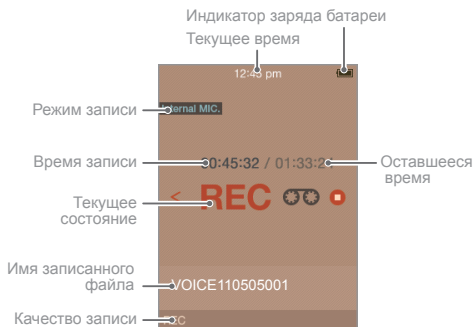 Индикатор заряда батареи
Текущее время
12:43 pm
Internal MIC.
Режим записи
Время записи
00:45:32 / 01:33:24
Оставшееся
время
Текущее
состояние
< REC
Имя записанного
файла
VOICE110505001
Качество записи
REC